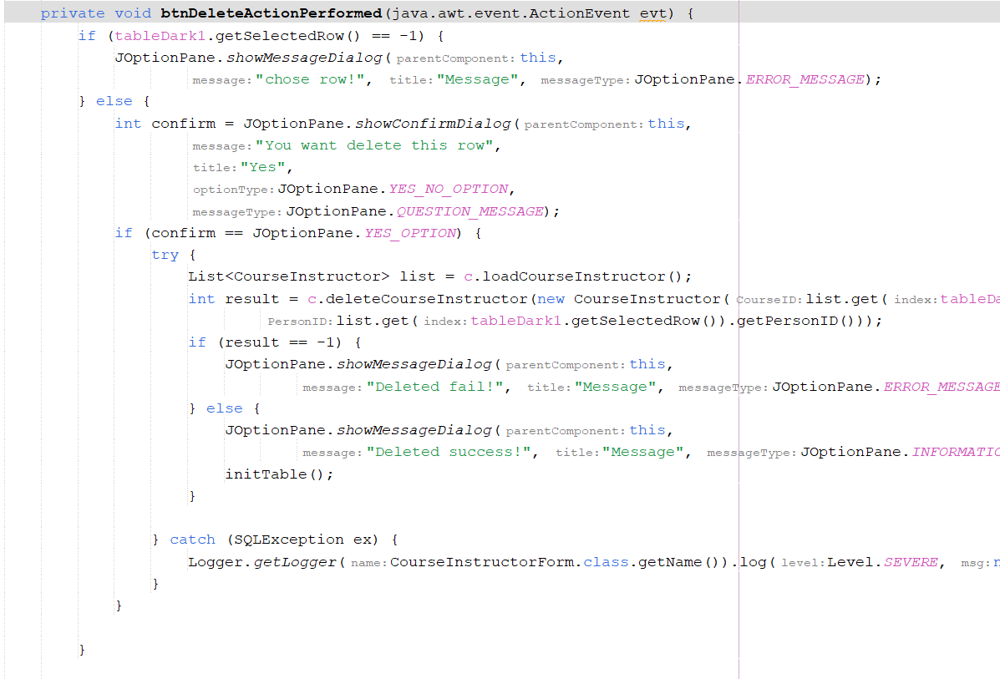 private void btnDeleteActionPerformed(java.awt.event.ActionEvent evt) {
if (tableDark1.getSelectedRow() == -1) {
JOptionPane.showMessageDialog( parentComponent: this,
message: "chose row!", title: "Message", messageType: JOptionPane.ERROR_MESSAGE);
} else {
int confirm = JOptionPane.showConfirmDialog( parentComponent: this,
message: "You want delete this row",
title: "Yes",
optionType: JOptionPane.YES_NO_OPTION,
messageType: JOptionPane.QUESTION_MESSAGE);
if (confirm == JOptionPane.YES_OPTION) {
try {
List<CourseInstructor> list = c.loadCourseInstructor();
int result = c.deleteCourseInstructor(new CourseInstructor( CourseID: list.get( index: tableDa
PersonID: list.get( index: tableDark1.getSelectedRow()).getPersonID()));
if (result == -1) {
JOptionPane.showMessageDialog( parentComponent: this,
message: "Deleted fail!", title: "Message", messageType: JOptionPane.ERROR_MESSAGE
} else {
JOptionPane.showMessageDialog( parentComponent: this,
message: "Deleted success!", title: "Message", messageType: JOptionPane.INFORMATIO
initTable();
}
} catch (SQLException ex) {
Logger.getLogger( name: CourseInstructorForm.class.getName()).log( level: Level.SEVERE, msg: n
}
}
}